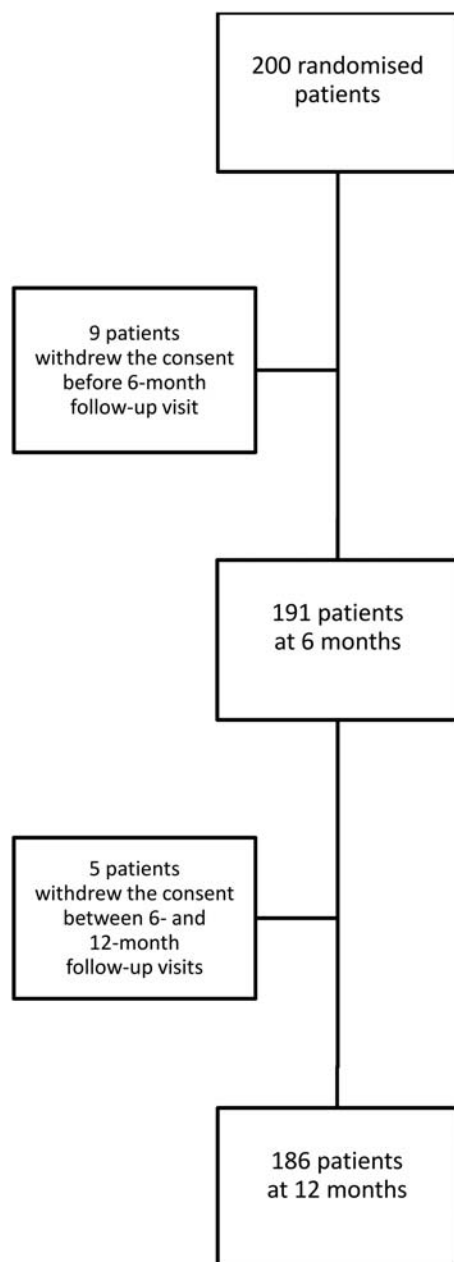 200 randomised
patients
9 patients
withdrew the consent
before 6-month
follow-up visit
191 patients
at 6 months
5 patients
withdrew the consent
between 6- and
12-month
follow-up visits
186 patients
at 12 months